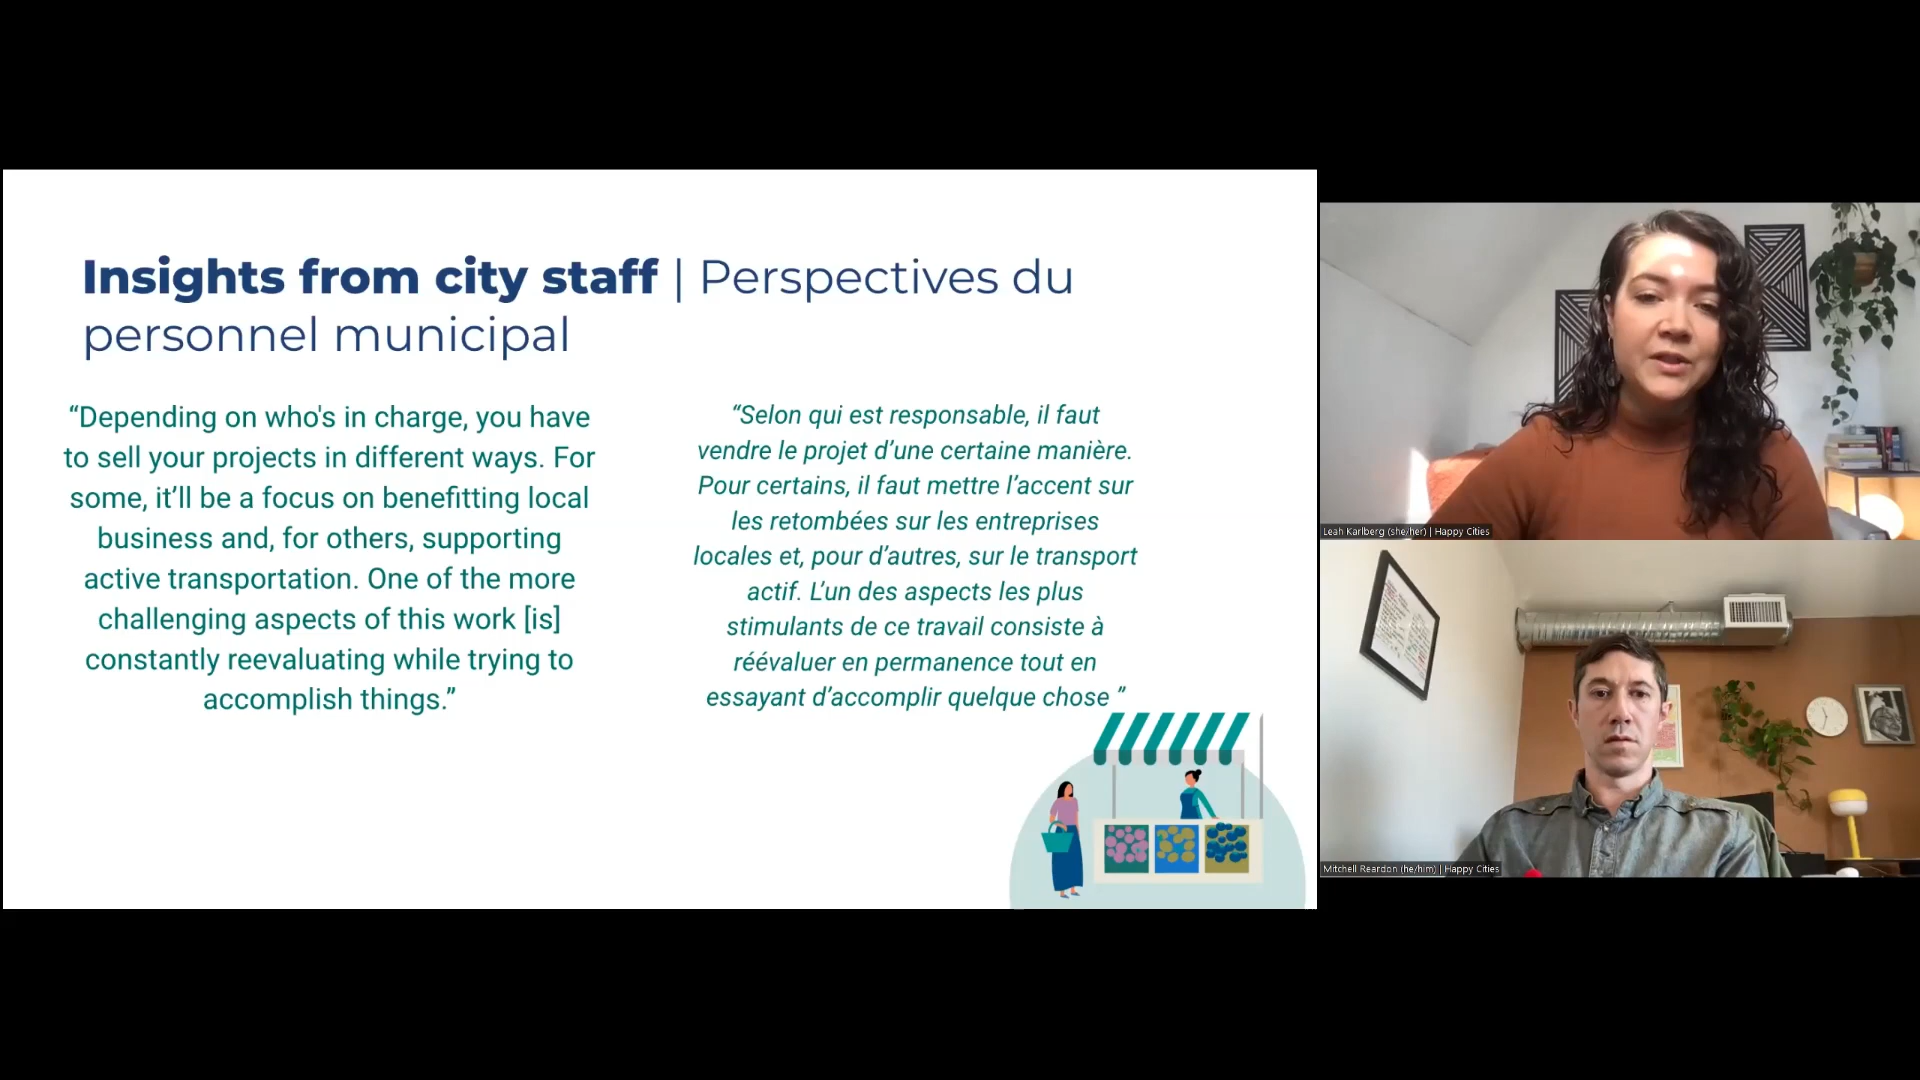 Insights from city staff | Perspectives du
personnel municipal
“Depending on who's in charge, you have
to sell your projects in different ways. For
some, it’ll be a focus on benefitting local
business and, for others, supporting
active transportation. One of the more
challenging aspects of this work [is]
constantly reevaluating while trying to
accomplish things.”
“Selon qui est responsable, il faut
vendre le projet d’une certaine manière.
Pour certains, il faut mettre l’accent sur
les retombées sur les entreprises
locales et, pour d’autres, sur le transport
actif. L’un des aspects les plus
stimulants de ce travail consiste à
réévaluer en permanence tout en
essayant d’accomplir quelque chose ”
Leah Karlberg (she/her) | Happy Cities
Mitchell Reardon (he/him) | Happy Cities